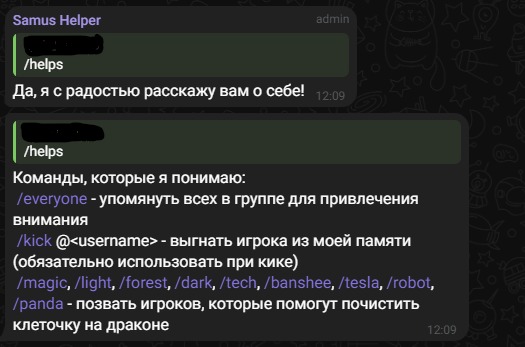 Samus Helper admin
/helps
Да, я с радостью расскажу вам о себе! 12:09
/helps
Команды, которые я понимаю:
/everyone - упомянуть всех в группе для привлечения
внимания
/kick @<username> - выгнать игрока из моей памяти
(обязательно использовать при кике)
/magic, /light, /forest, /dark, /tech, /banshee, /tesla, /robot,
/panda - позвать игроков, которые помогут почистить
клеточку на драконе 12:09